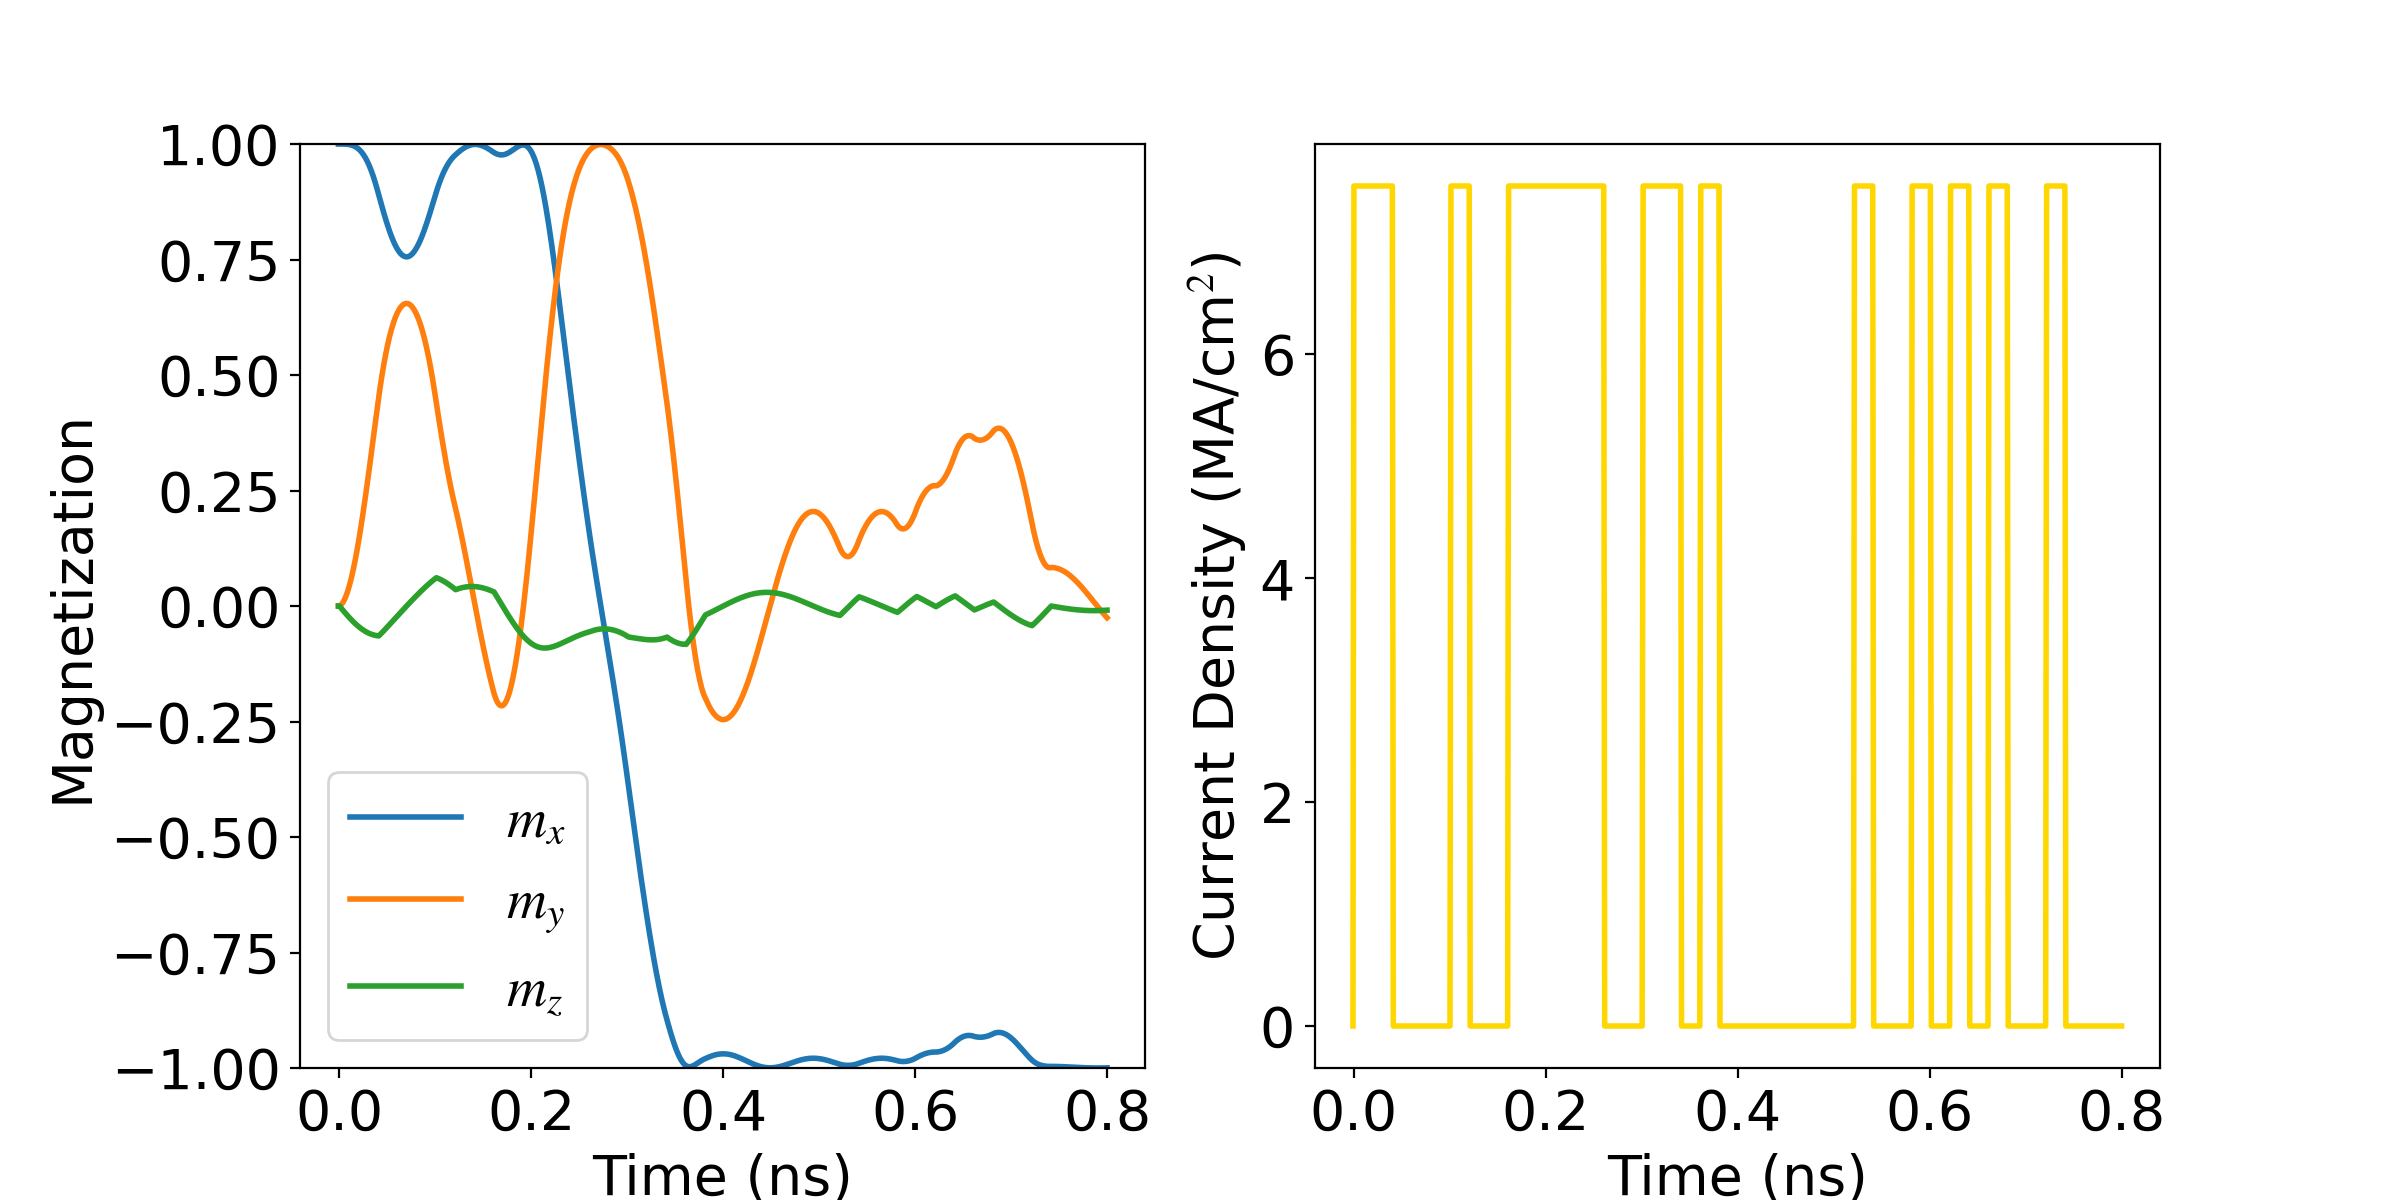 1.00
0.75
0.50
0.25
0.00
−0.25
−0.50
−0.75
−1.00
Magnetization
m_x
m_y
m_z
0.0 0.2 0.4 0.6 0.8
Time (ns)
6
4
2
0
Current Density (MA/cm²)
0.0 0.2 0.4 0.6 0.8
Time (ns)